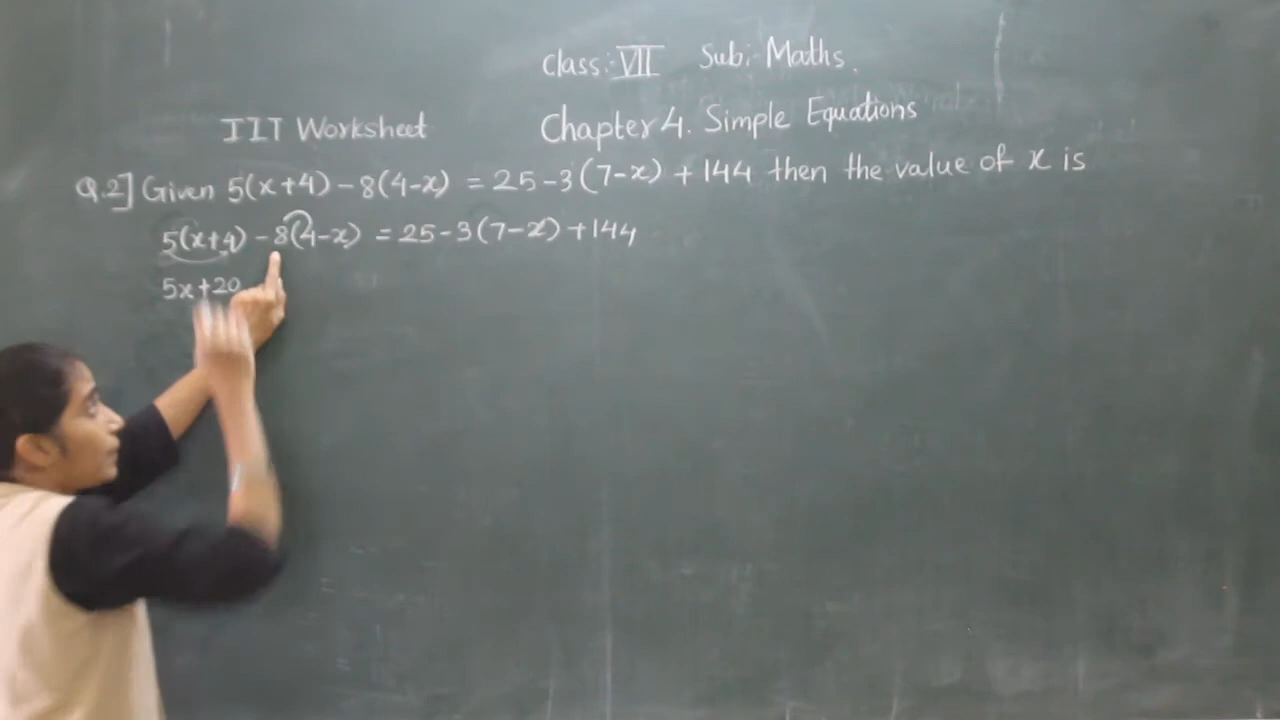 Class: VII Sub: Maths.
IIT Worksheet
Chapter 4. Simple Equations
Q.2] Given 5(x+4)-8(4-x) = 25-3(7-x)+144 then the value of x is
5(x+4)-8(4-x) = 25-3(7-x)+144
5x+20